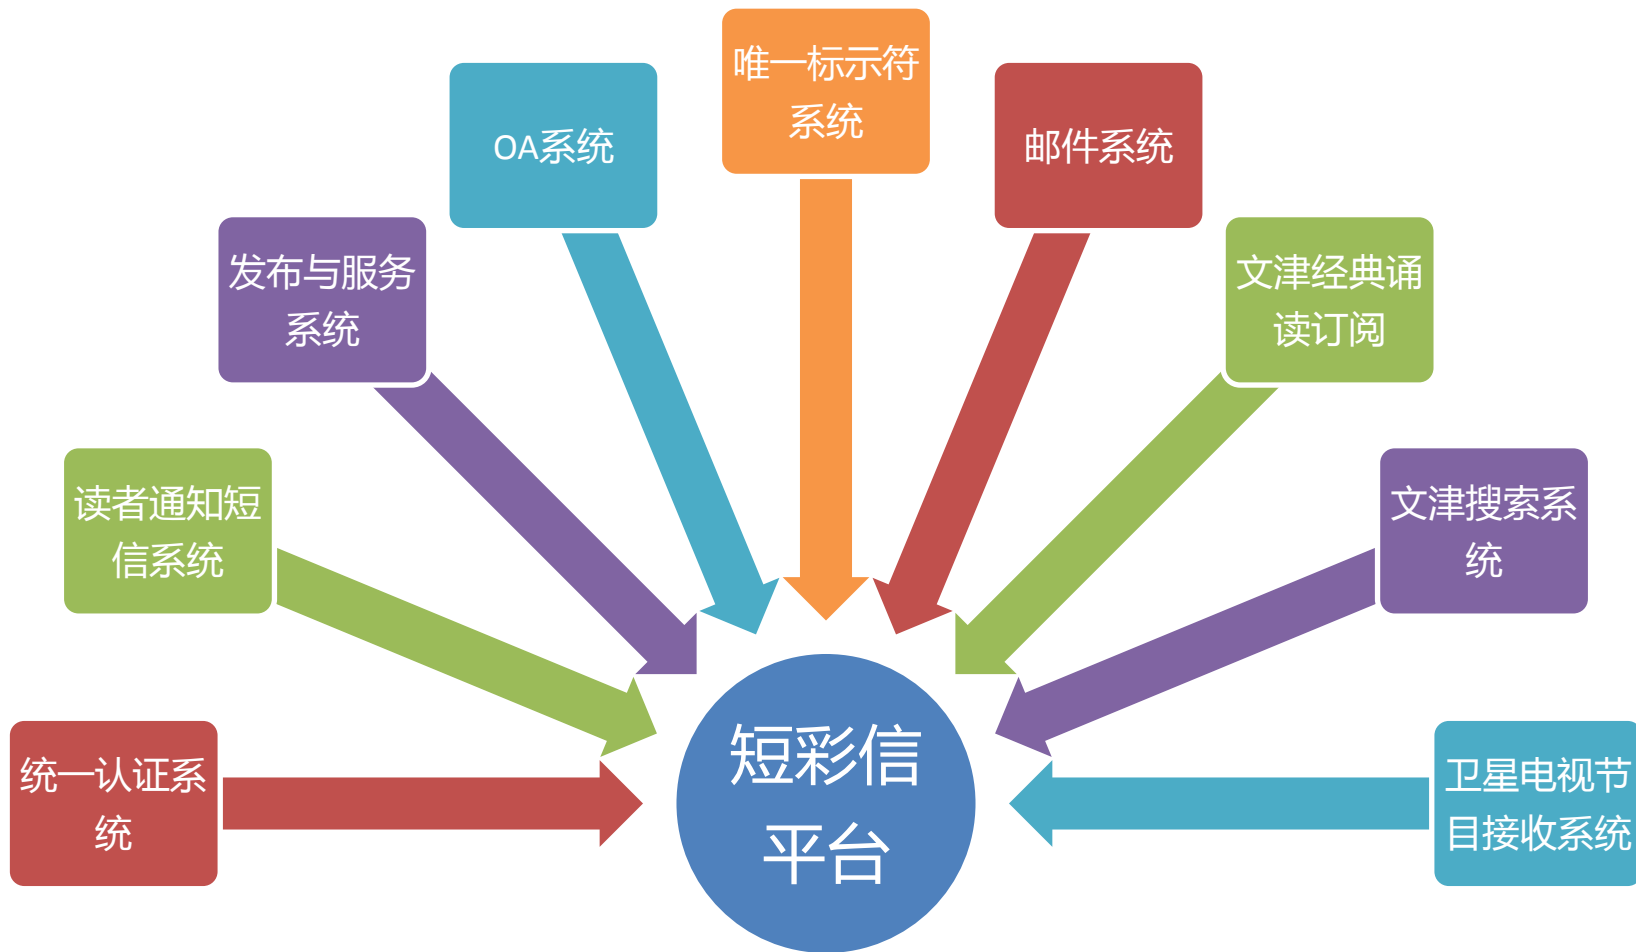 唯一标示符
系统
OA系统
邮件系统
发布与服务
系统
文津经典诵
读订阅
读者通知短
信系统
文津搜索系
统
统一认证系
统
卫星电视节
目接收系统
短彩信
平台